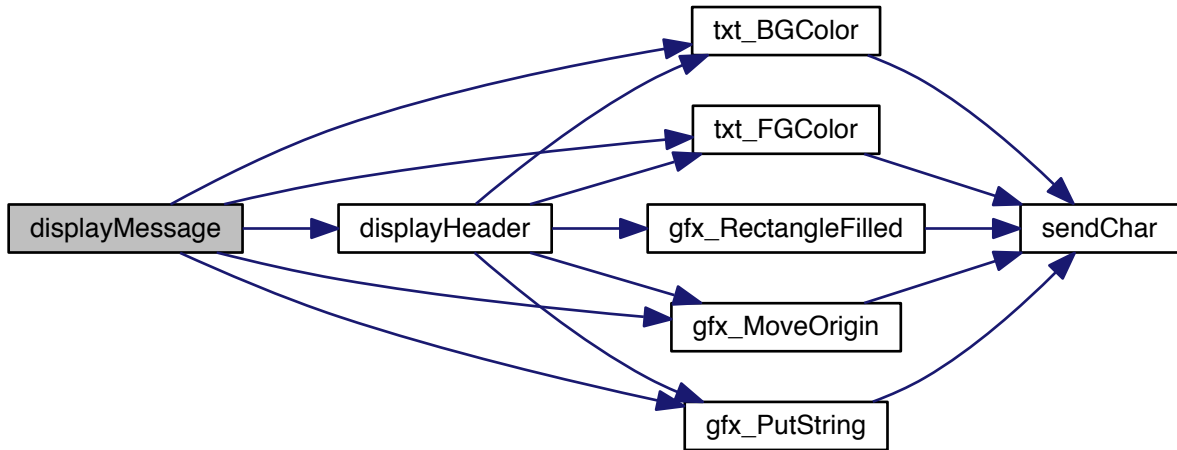 displayMessage
displayHeader
txt_BGColor
txt_FGColor
gfx_RectangleFilled
gfx_MoveOrigin
gfx_PutString
sendChar